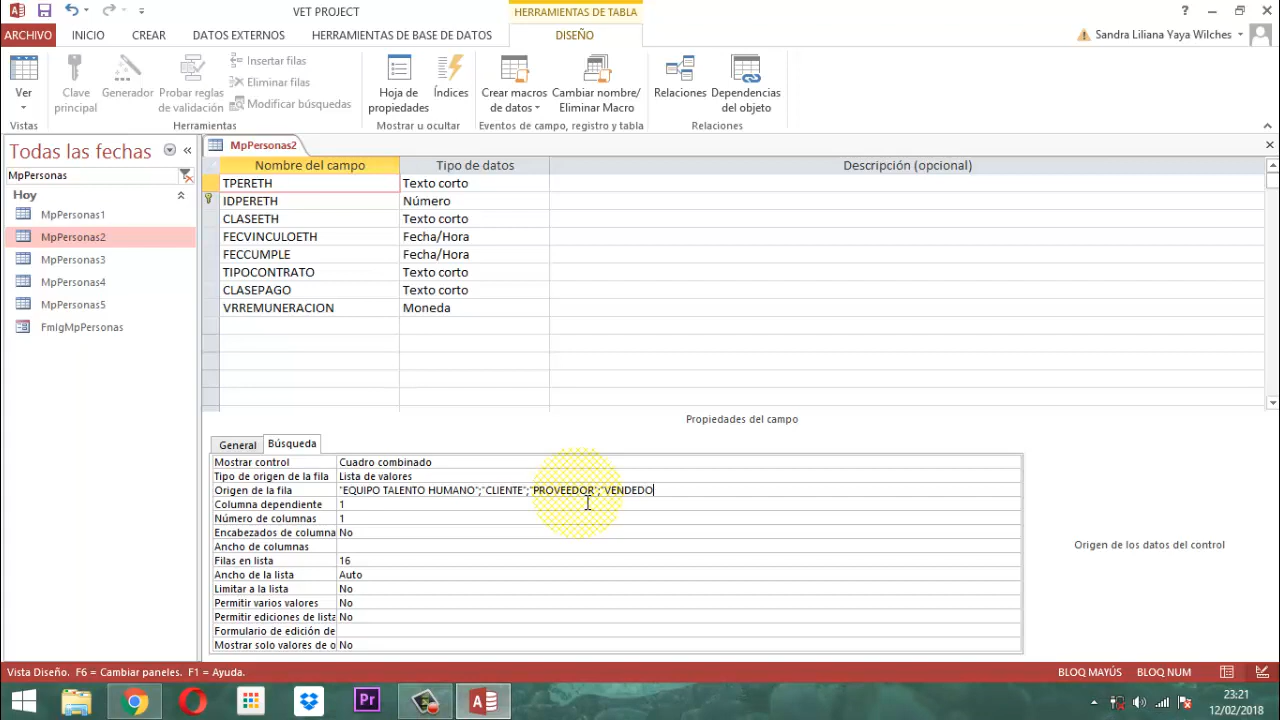 VET PROJECT
HERRAMIENTAS DE TABLA
ARCHIVO
INICIO
CREAR
DATOS EXTERNOS
HERRAMIENTAS DE BASE DE DATOS
DISEÑO
Sandra Liliana Yaya Wilches
Ver
Clave principal
Generador
Probar reglas de validación
Insertar filas
Eliminar filas
Modificar búsquedas
Hoja de propiedades
Índices
Crear macros de datos
Cambiar nombre/ Eliminar Macro
Relaciones
Dependencias del objeto
Vistas
Herramientas
Mostrar u ocultar
Eventos de campo, registro y tabla
Relaciones
Todas las fechas
MpPersonas
Hoy
MpPersonas1
MpPersonas2
MpPersonas3
MpPersonas4
MpPersonas5
FmIgMpPersonas
MpPersonas2
Nombre del campo Tipo de datos Descripción (opcional)
TPERETH Texto corto
IDPERETH Número
CLASEETH Texto corto
FECVINCULOETH Fecha/Hora
FECCUMPLE Fecha/Hora
TIPOCONTRATO Texto corto
CLASEPAGO Texto corto
VRREMUNERACION Moneda
Propiedades del campo
General Búsqueda
Mostrar control Cuadro combinado
Tipo de origen de la fila Lista de valores
Origen de la fila "EQUIPO TALENTO HUMANO";"CLIENTE";"PROVEEDOR";"VENDEDO
Columna dependiente 1
Número de columnas 1
Encabezados de columna No
Ancho de columnas
Filas en lista 16
Ancho de la lista Auto
Limitar a la lista No
Permitir varios valores No
Permitir ediciones de lista No
Formulario de edición de
Mostrar solo valores de o No
Origen de los datos del control
Vista Diseño. F6 = Cambiar paneles. F1 = Ayuda.
BLOQ MAYÚS
BLOQ NUM
Pr
23:21
12/02/2018